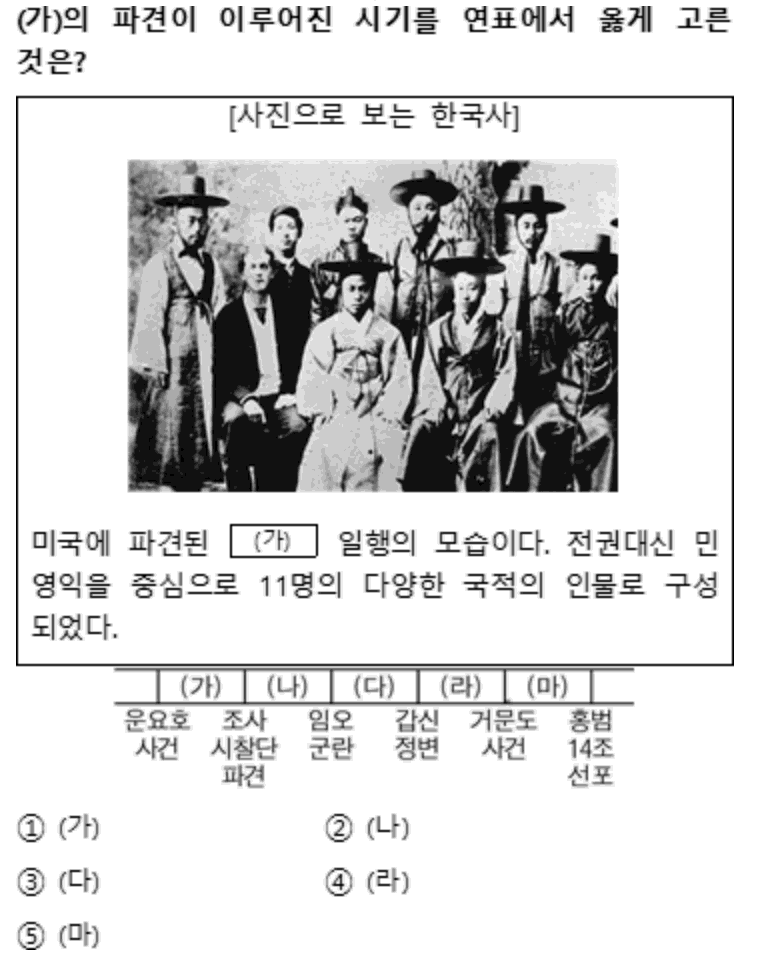 (가)의 파견이 이루어진 시기를 연표에서 옳게 고른
것은?
[사진으로 보는 한국사]
미국에 파견된 (가) 일행의 모습이다. 전권대신 민
영익을 중심으로 11명의 다양한 국적의 인물로 구성
되었다.
(가) (나) (다) (라) (마)
운요호 조사 임오 갑신 거문도 홍범
사건 시찰단 군란 정변 사건 14조
파견 선포
① (가) ② (나)
③ (다) ④ (라)
⑤ (마)